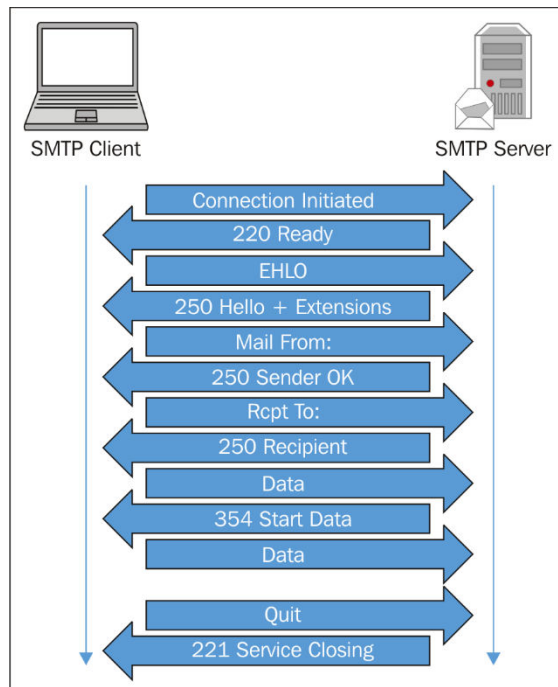 SMTP Client
SMTP Server
Connection Initiated
220 Ready
EHLO
250 Hello + Extensions
Mail From:
250 Sender OK
Rcpt To:
250 Recipient
Data
354 Start Data
Data
Quit
221 Service Closing